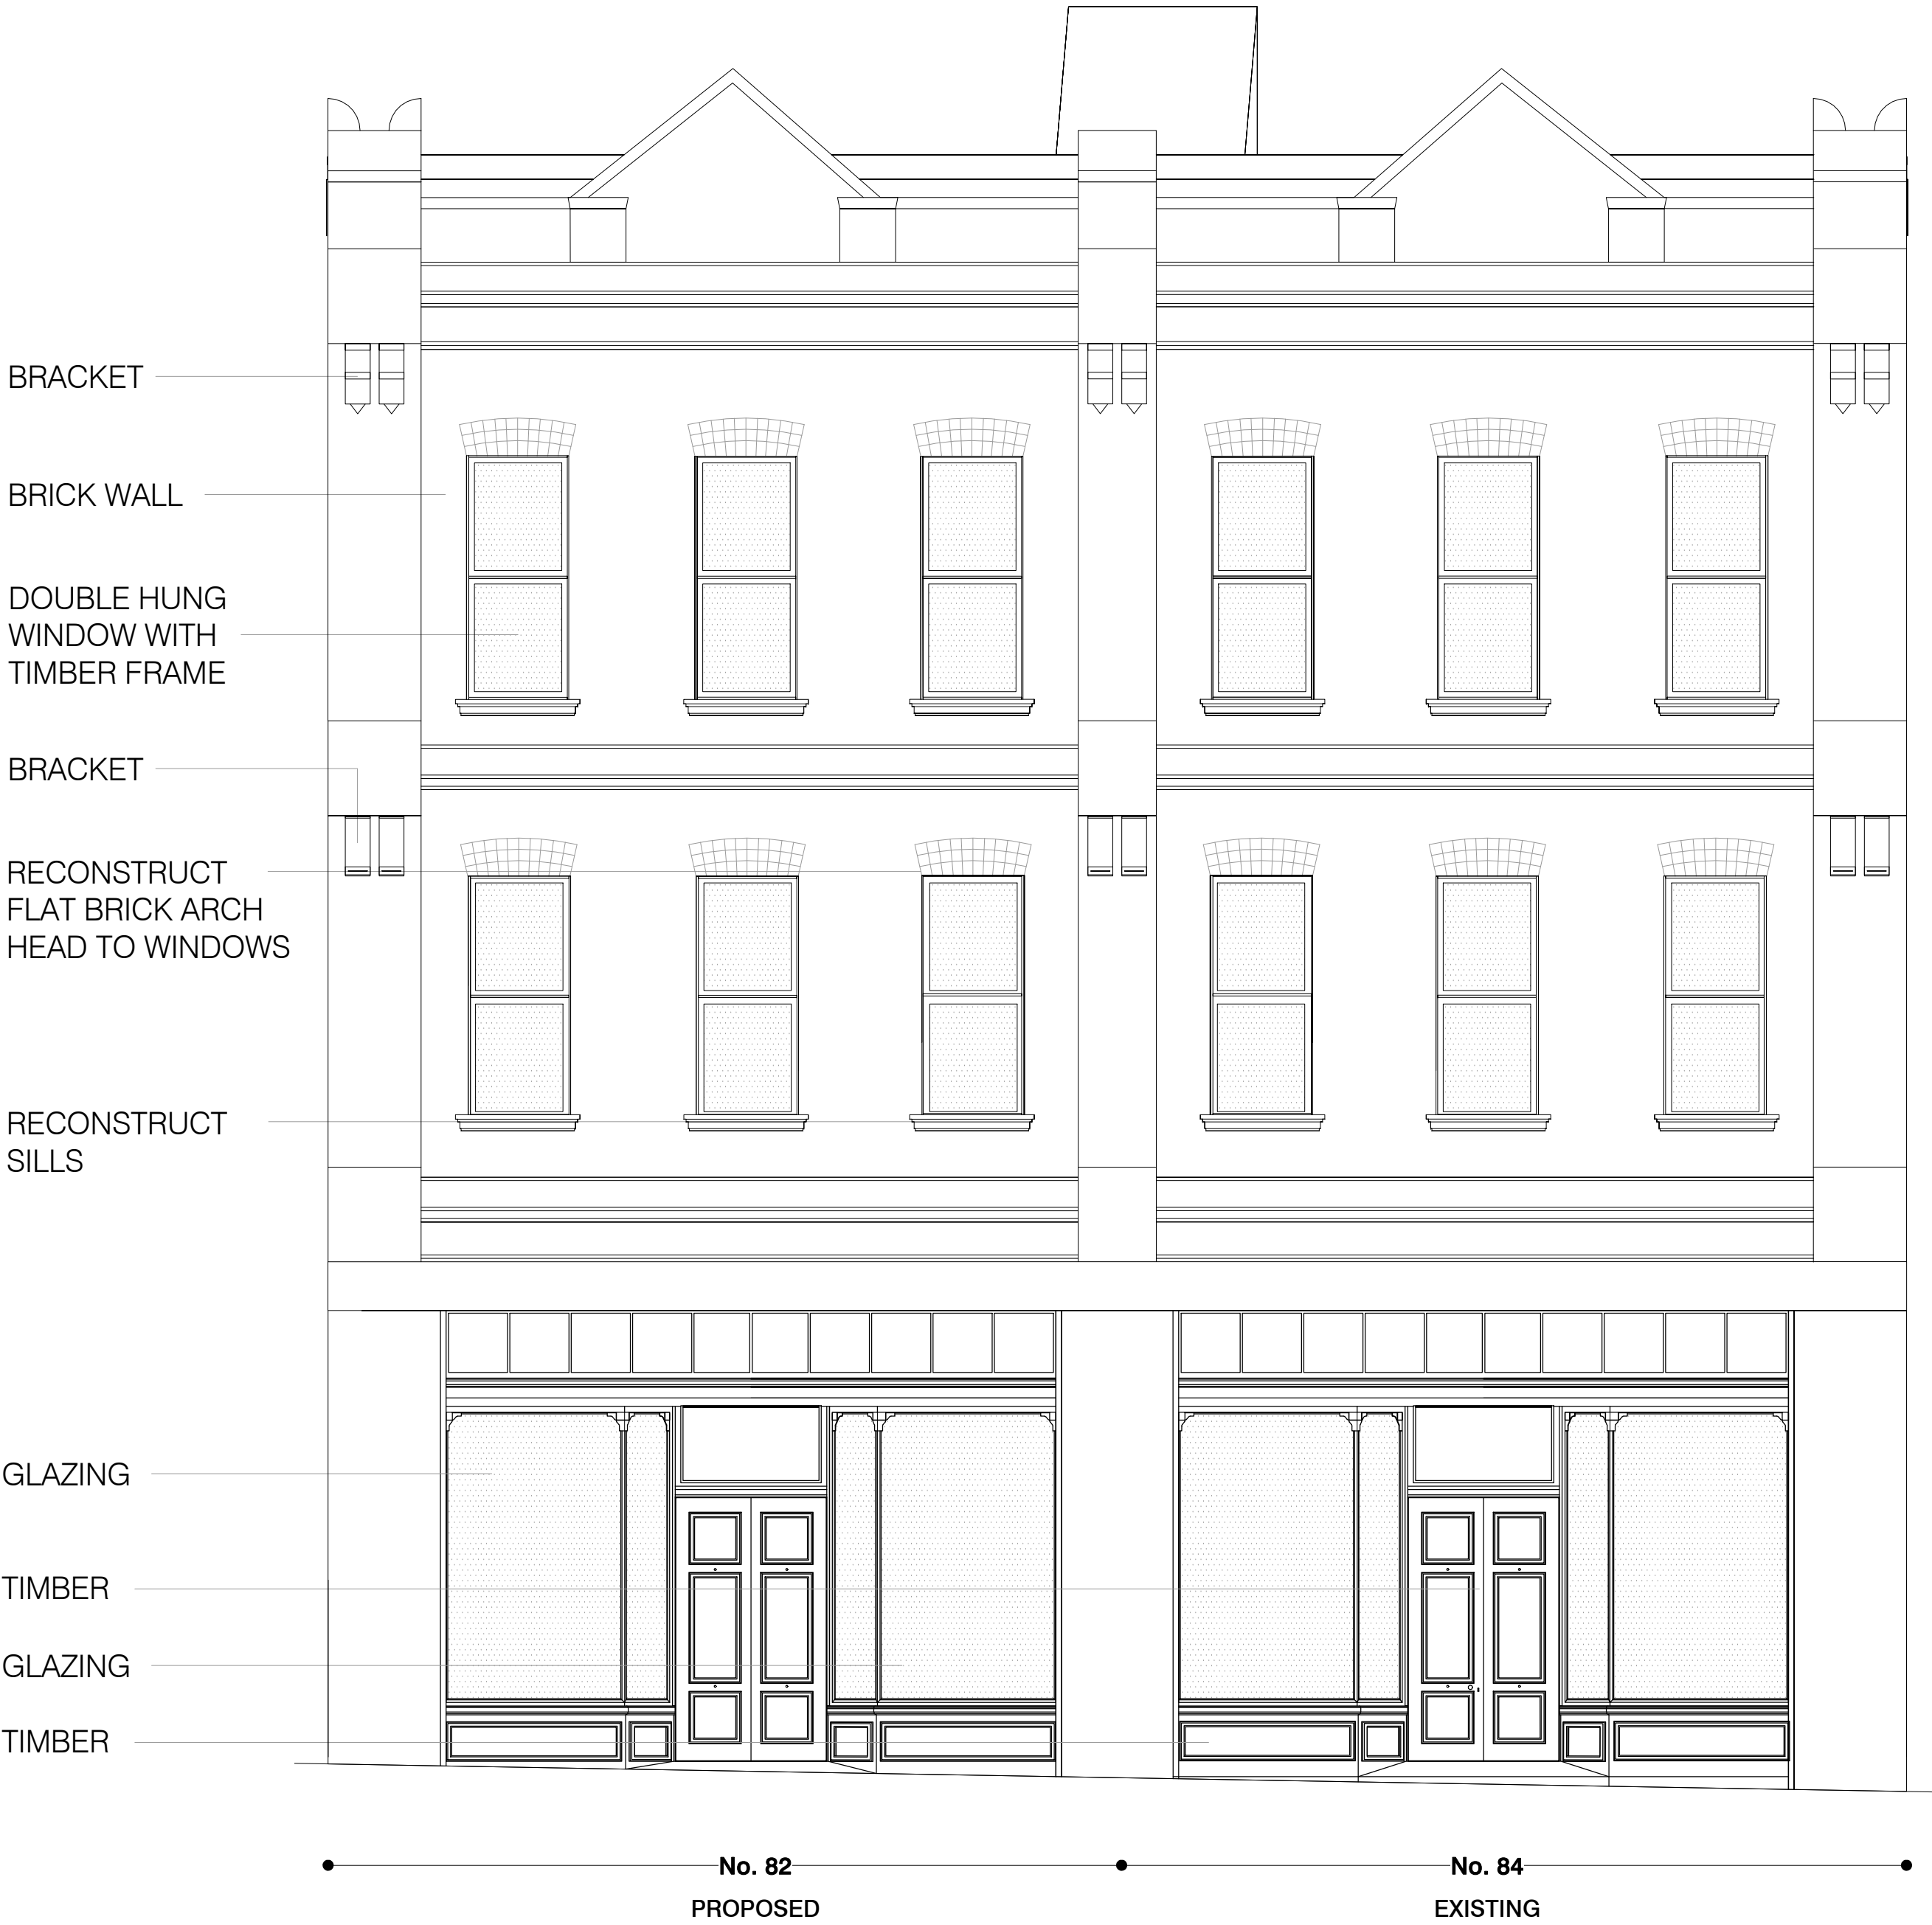 BRACKET
BRICK WALL
DOUBLE HUNG
WINDOW WITH
TIMBER FRAME
BRACKET
RECONSTRUCT
FLAT BRICK ARCH
HEAD TO WINDOWS
RECONSTRUCT
SILLS
GLAZING
TIMBER
GLAZING
TIMBER
No. 82
PROPOSED
No. 84
EXISTING